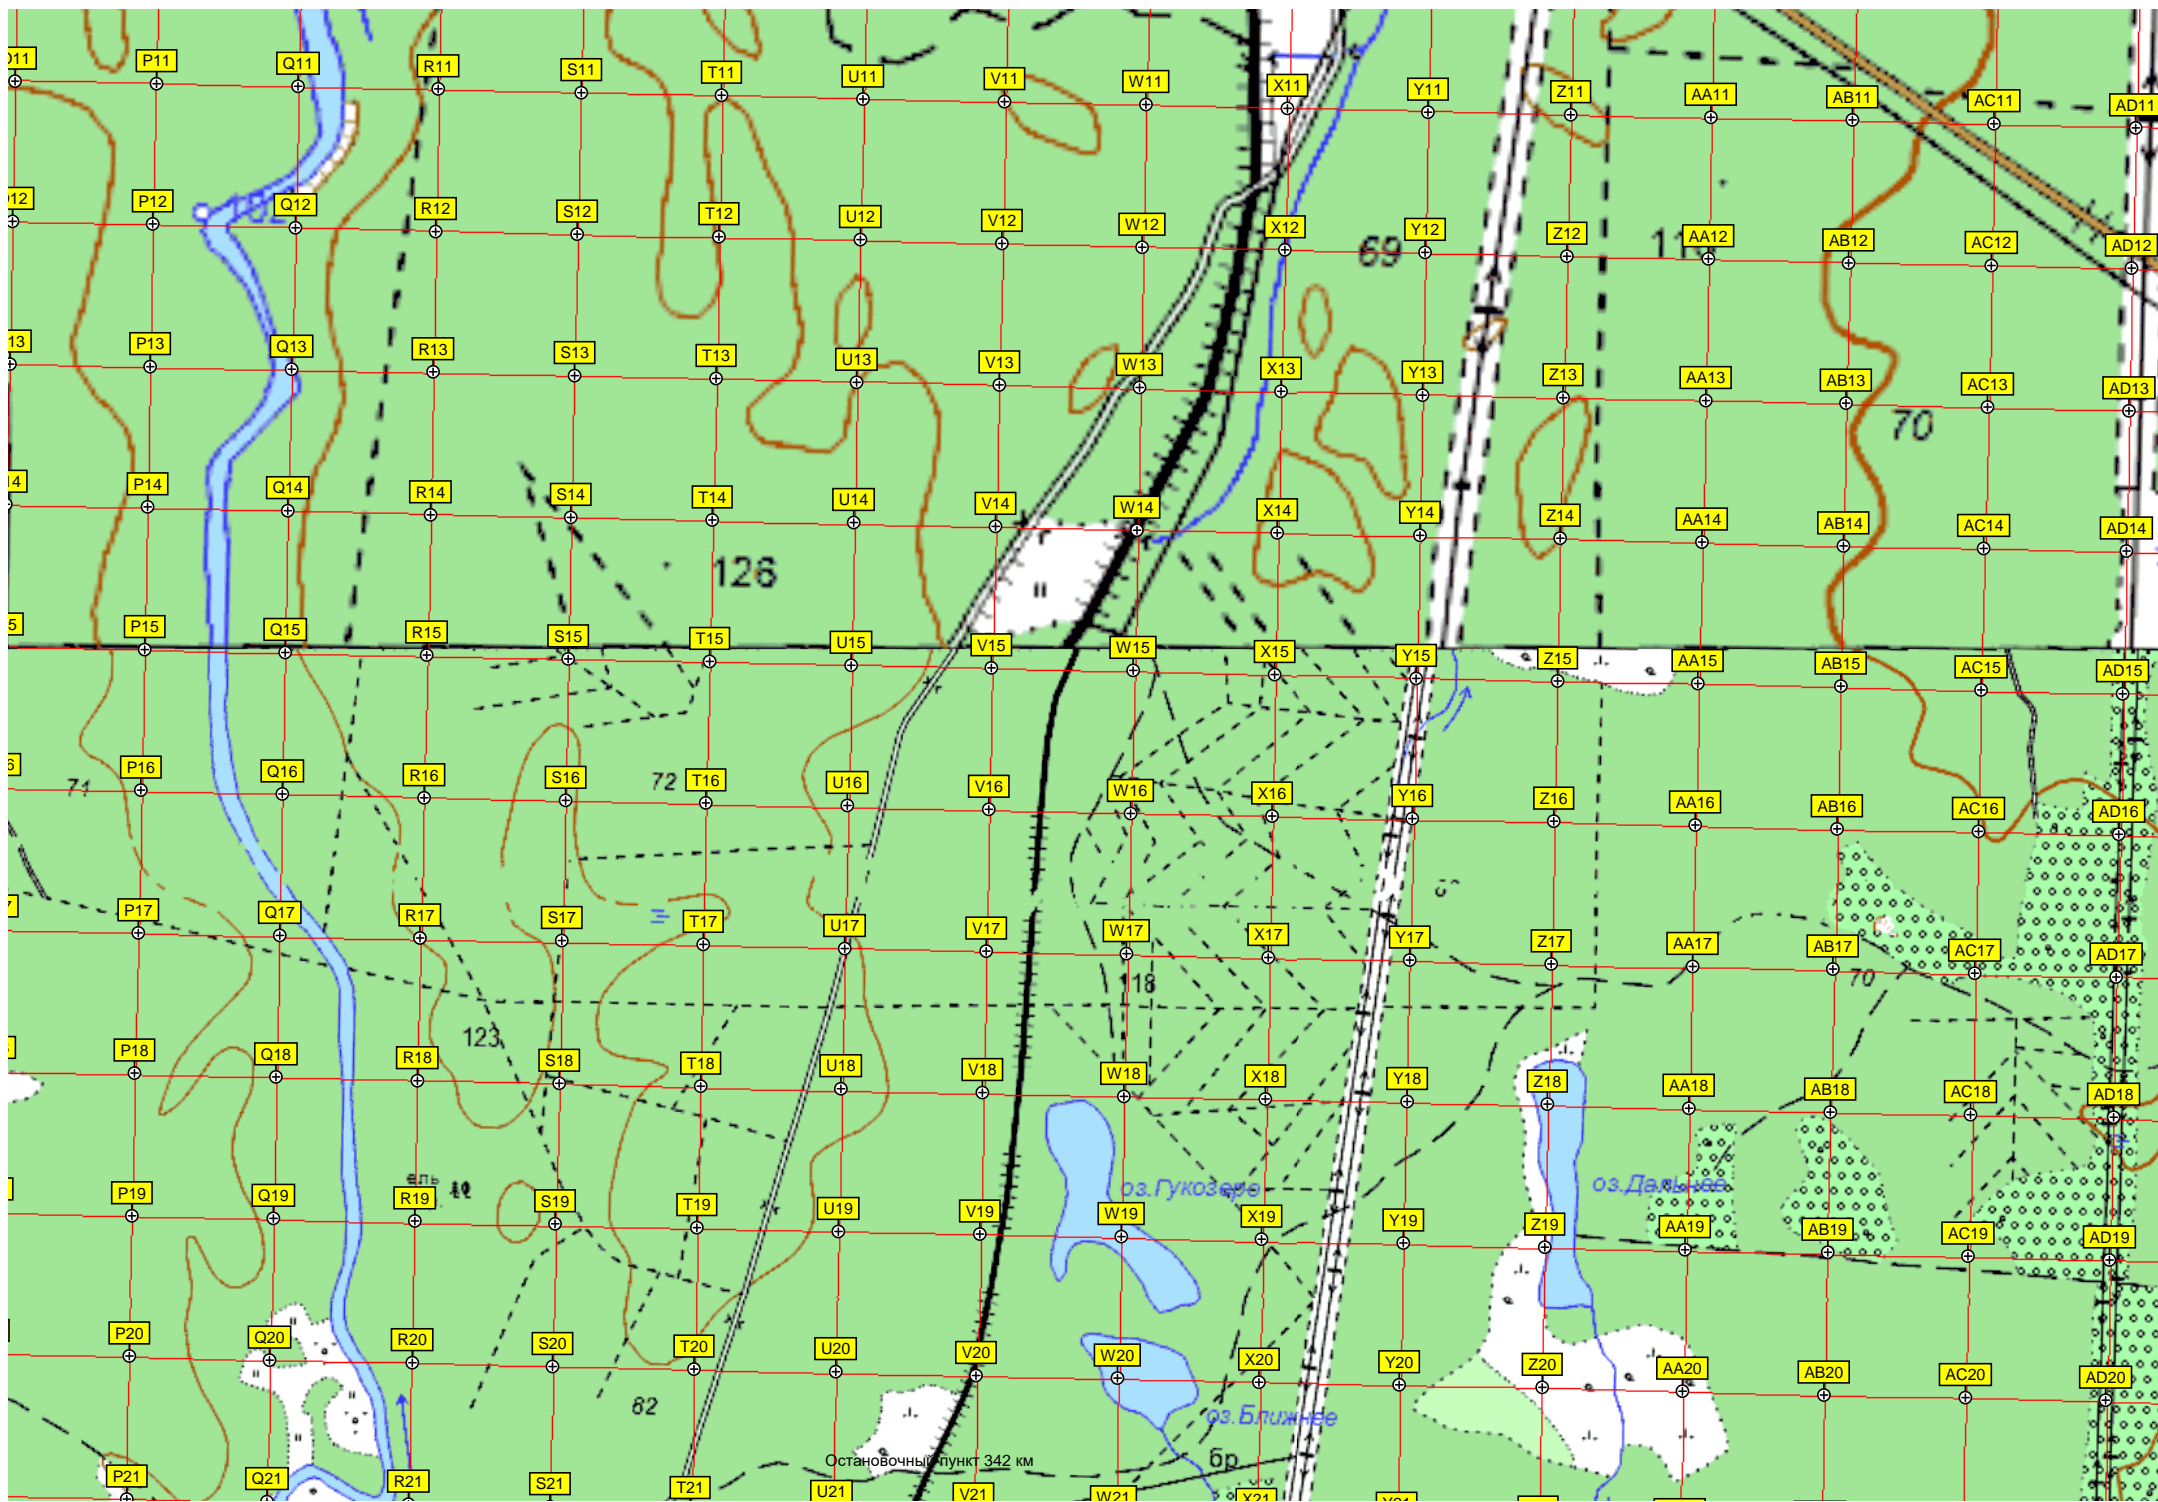 P11 Q11 R11 S11 T11 U11 V11 W11 X11 Y11 Z11 AA11 AB11 AC11 AD11
P12 Q12 R12 S12 T12 U12 V12 W12 X12 Y12 Z12 AA12 AB12 AC12 AD12
69
P13 Q13 R13 S13 T13 U13 V13 W13 X13 Y13 Z13 AA13 AB13 AC13 AD13
70
P14 Q14 R14 S14 T14 U14 V14 W14 X14 Y14 Z14 AA14 AB14 AC14 AD14
126
P15 Q15 R15 S15 T15 U15 V15 W15 X15 Y15 Z15 AA15 AB15 AC15 AD15
P16 Q16 R16 S16 T16 U16 V16 W16 X16 Y16 Z16 AA16 AB16 AC16 AD16
71 72
P17 Q17 R17 S17 T17 U17 V17 W17 X17 Y17 Z17 AA17 AB17 AC17 AD17
118 70
123
P18 Q18 R18 S18 T18 U18 V18 W18 X18 Y18 Z18 AA18 AB18 AC18 AD18
ель
оз.Гукозеро оз.Дальнее
P19 Q19 R19 S19 T19 U19 V19 W19 X19 Y19 Z19 AA19 AB19 AC19 AD19
P20 Q20 R20 S20 T20 U20 V20 W20 X20 Y20 Z20 AA20 AB20 AC20 AD20
82 оз.Ближнее
Остановочный пункт 342 км бр
P21 Q21 R21 S21 T21 U21 V21 W21 X21